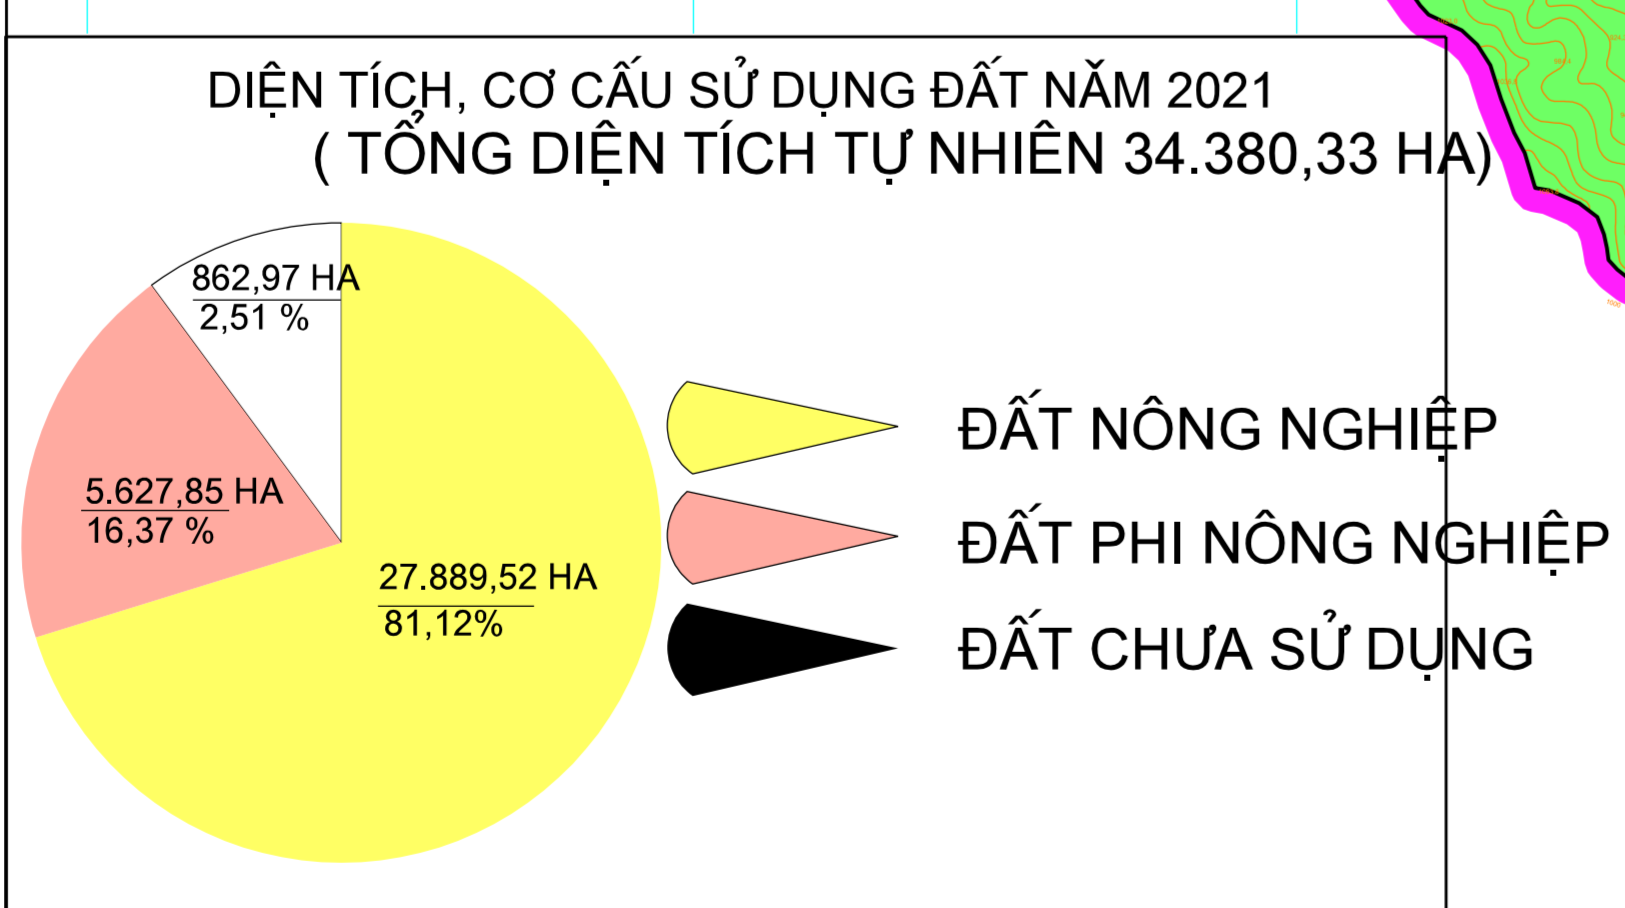 DIỆN TÍCH, CƠ CẤU SỬ DỤNG ĐẤT NĂM 2021
( TỔNG DIỆN TÍCH TỰ NHIÊN 34.380,33 HA)
862,97 HA
2,51 %
5.627,85 HA
16,37 %
27.889,52 HA
81,12%
ĐẤT NÔNG NGHIỆP
ĐẤT PHI NÔNG NGHIỆP
ĐẤT CHƯA SỬ DỤNG